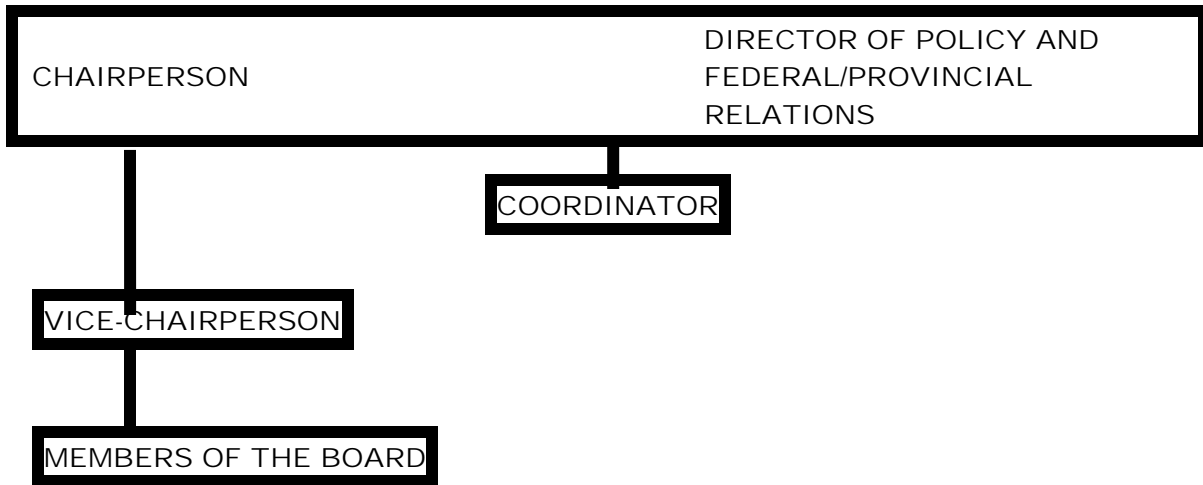 CHAIRPERSON
DIRECTOR OF POLICY AND
FEDERAL/PROVINCIAL
RELATIONS
COORDINATOR
VICE-CHAIRPERSON
MEMBERS OF THE BOARD